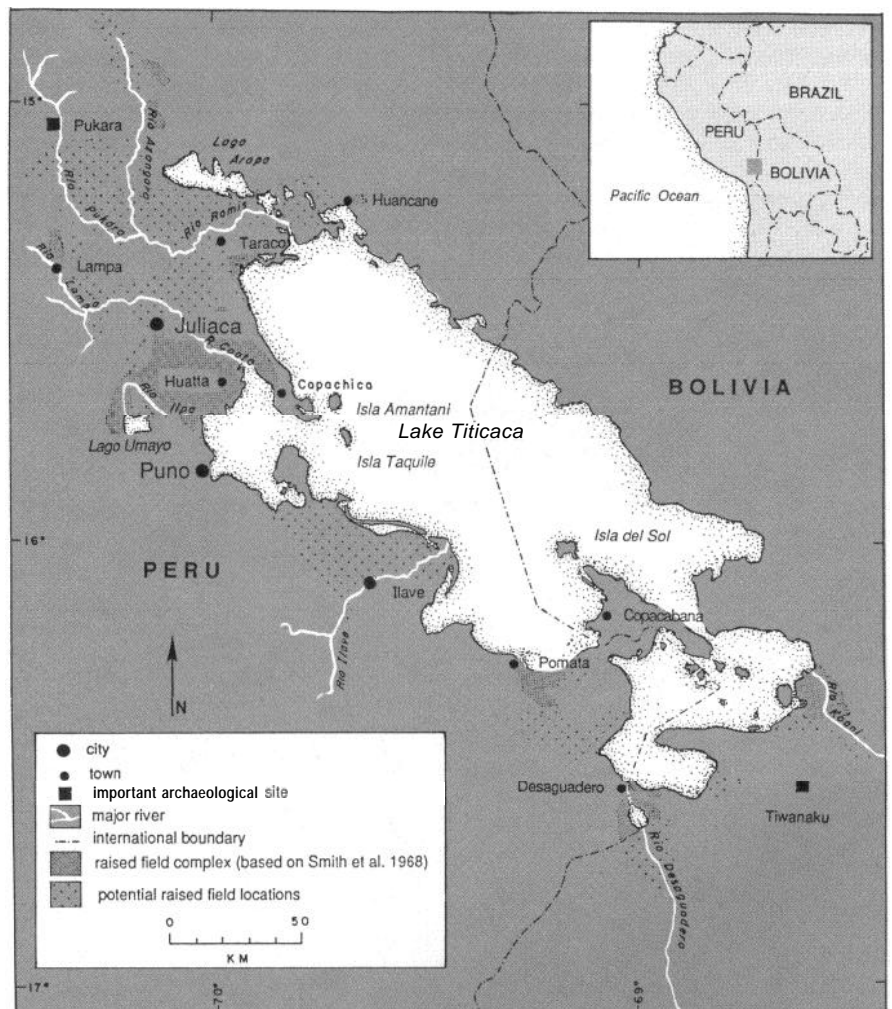 15°
Pukara
Rio Azangaro
Lago
Arapa
BRAZIL
PERU
BOLIVIA
Pacific Ocean
Huancane
Rio
Pukara
Rio Ramis
Taraco
Rio
Lampa
Lampa
Juliaca
R. Coata
Huatta
Capachica
Rio
Ilpa
Isla Amantani
Lake Titicaca
BOLIVIA
Lago Umayo
Isla Taquile
Puno
16°
Isla del Sol
PERU
Ilave
Copacabana
Rio Ilave
Pomata
N
city
town
important archaeological site
major river
international boundary
raised field complex (based on Smith et al. 1968)
potential raised field locations
0 50
KM
Desaguadero
Tiwanaku
Rio Desaguadero
17°
70°
69°